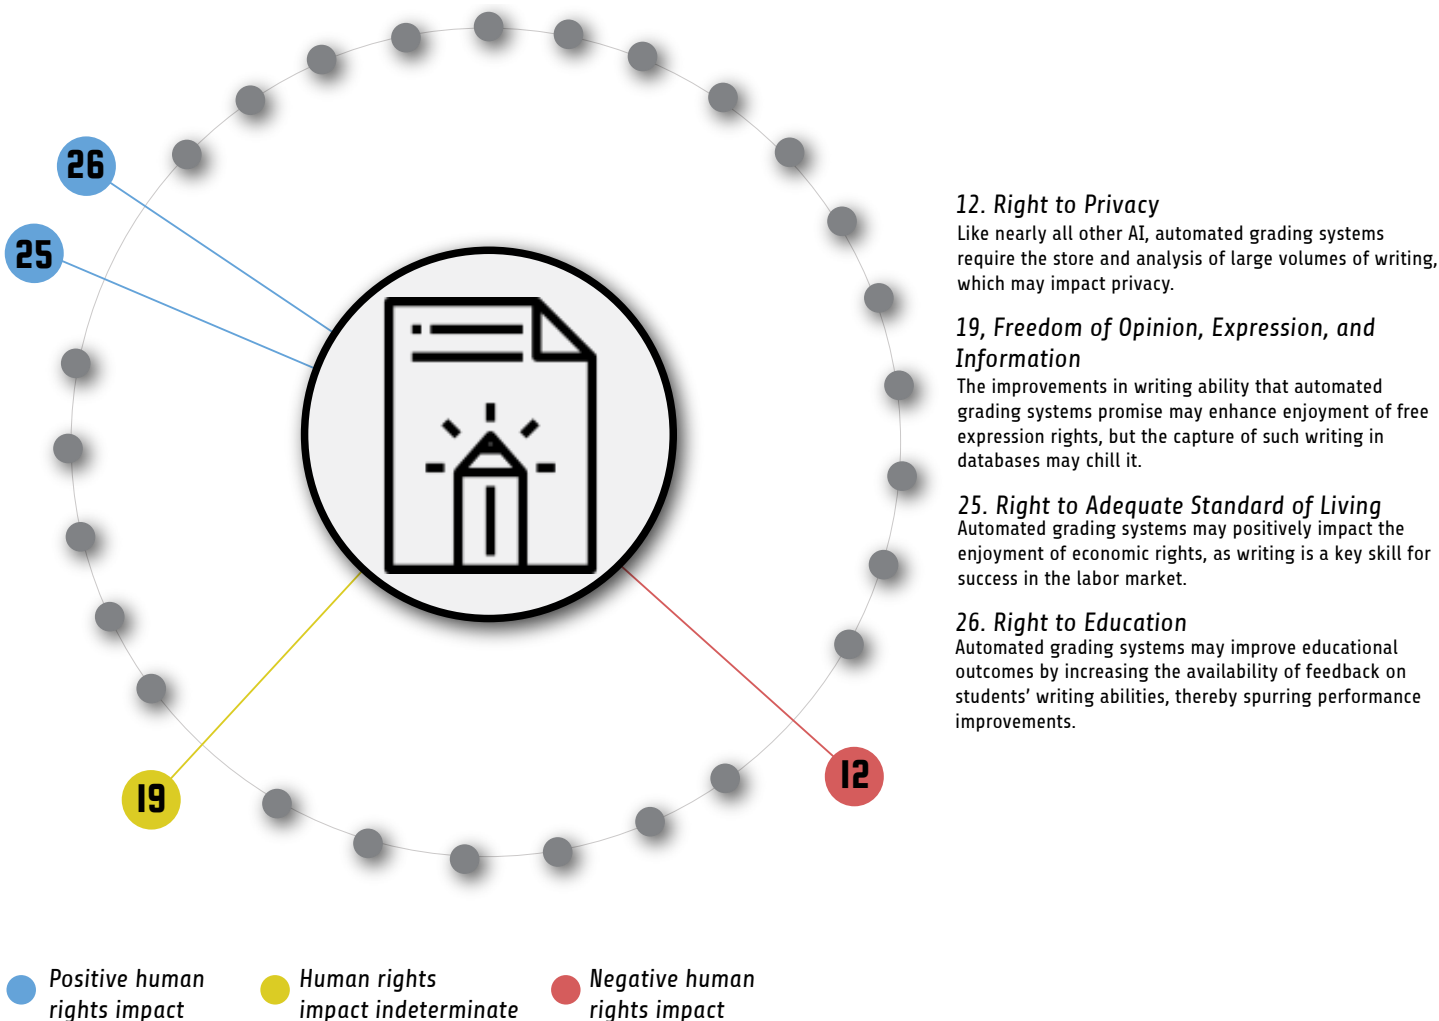 26
25
19
12
12. Right to Privacy
Like nearly all other AI, automated grading systems
require the store and analysis of large volumes of writing,
which may impact privacy.
19, Freedom of Opinion, Expression, and
Information
The improvements in writing ability that automated
grading systems promise may enhance enjoyment of free
expression rights, but the capture of such writing in
databases may chill it.
25. Right to Adequate Standard of Living
Automated grading systems may positively impact the
enjoyment of economic rights, as writing is a key skill for
success in the labor market.
26. Right to Education
Automated grading systems may improve educational
outcomes by increasing the availability of feedback on
students’ writing abilities, thereby spurring performance
improvements.
Positive human
rights impact
Human rights
impact indeterminate
Negative human
rights impact